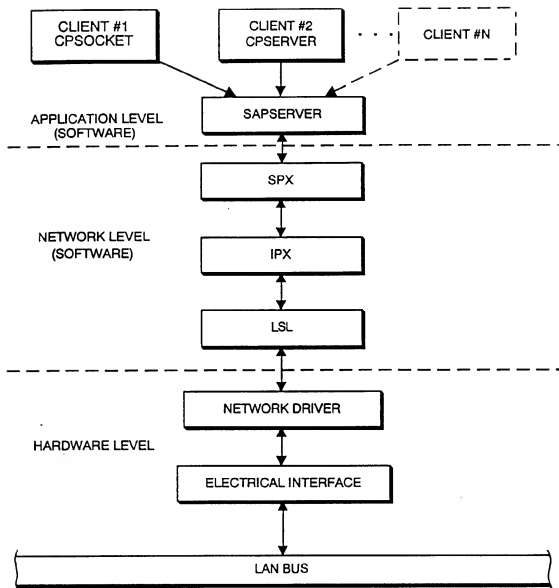 CLIENT #1
CPSOCKET
CLIENT #2
CPSERVER
CLIENT #N
SAPSERVER
APPLICATION LEVEL
(SOFTWARE)
SPX
NETWORK LEVEL
(SOFTWARE)
IPX
LSL
NETWORK DRIVER
HARDWARE LEVEL
ELECTRICAL INTERFACE
LAN BUS